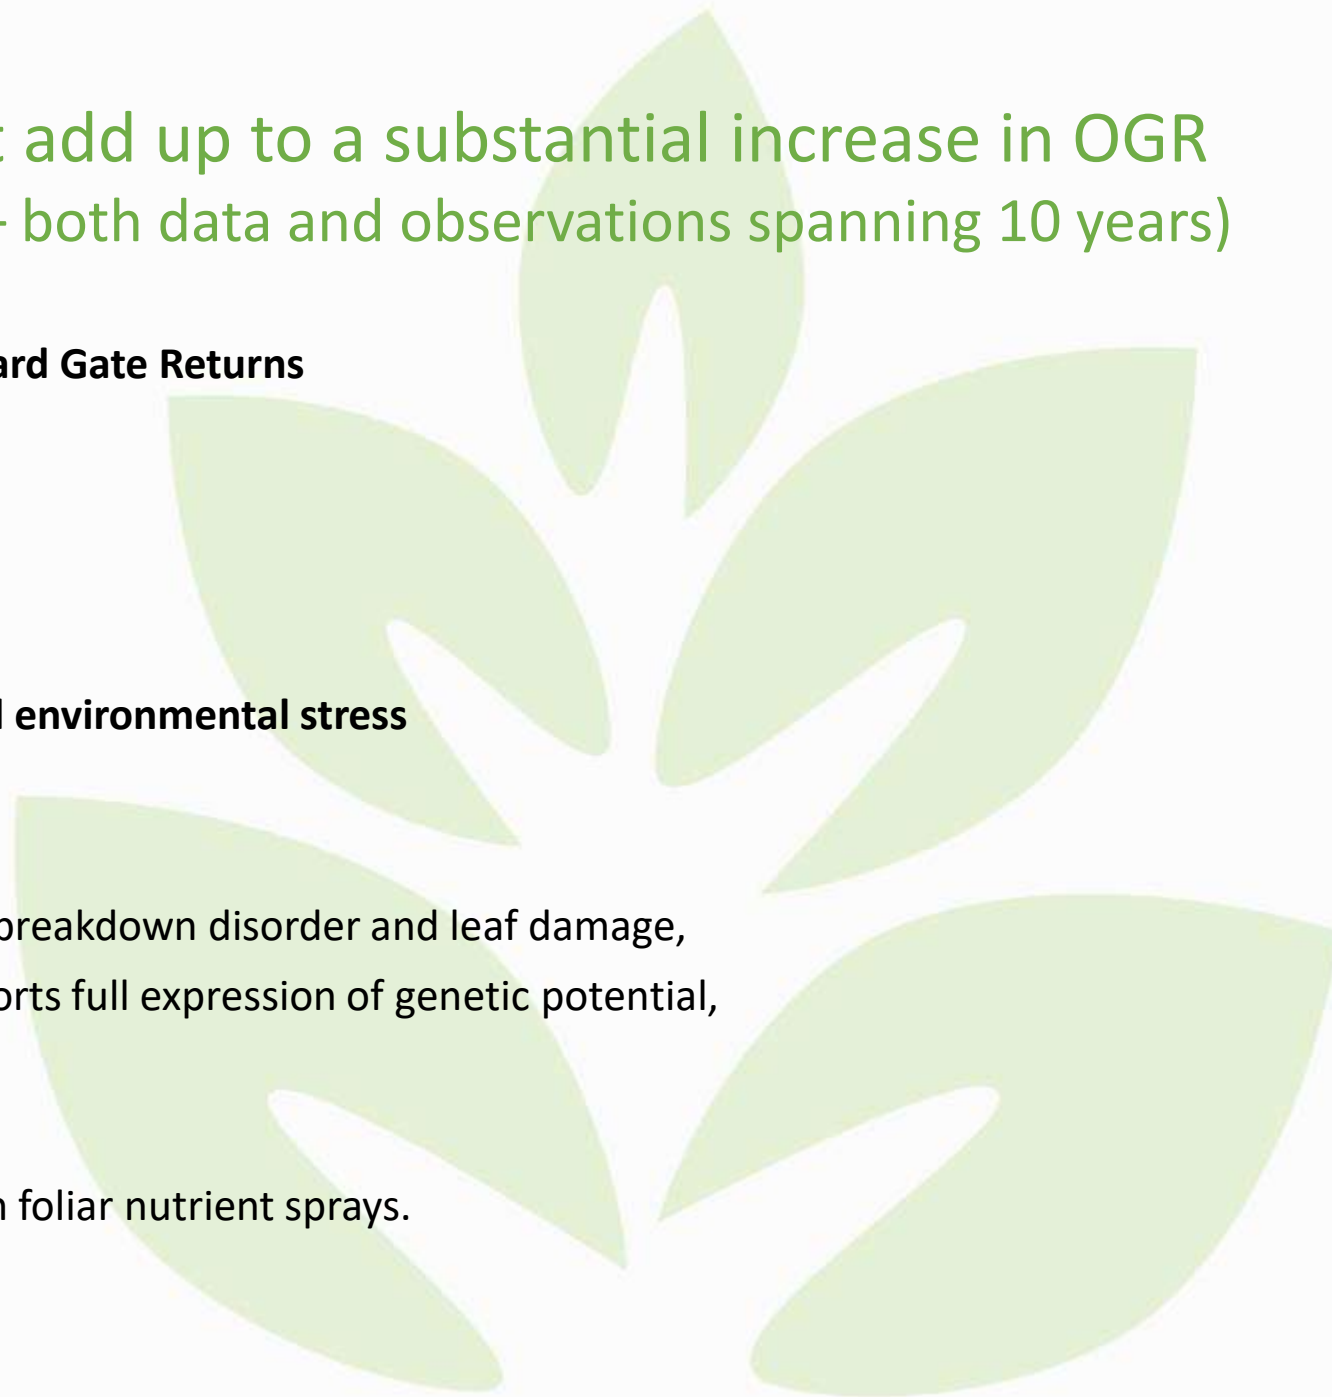 add up to a substantial increase in OGR
both data and observations spanning 10 years)
ard Gate Returns
environmental stress
breakdown disorder and leaf damage,
orts full expression of genetic potential,
foliar nutrient sprays.